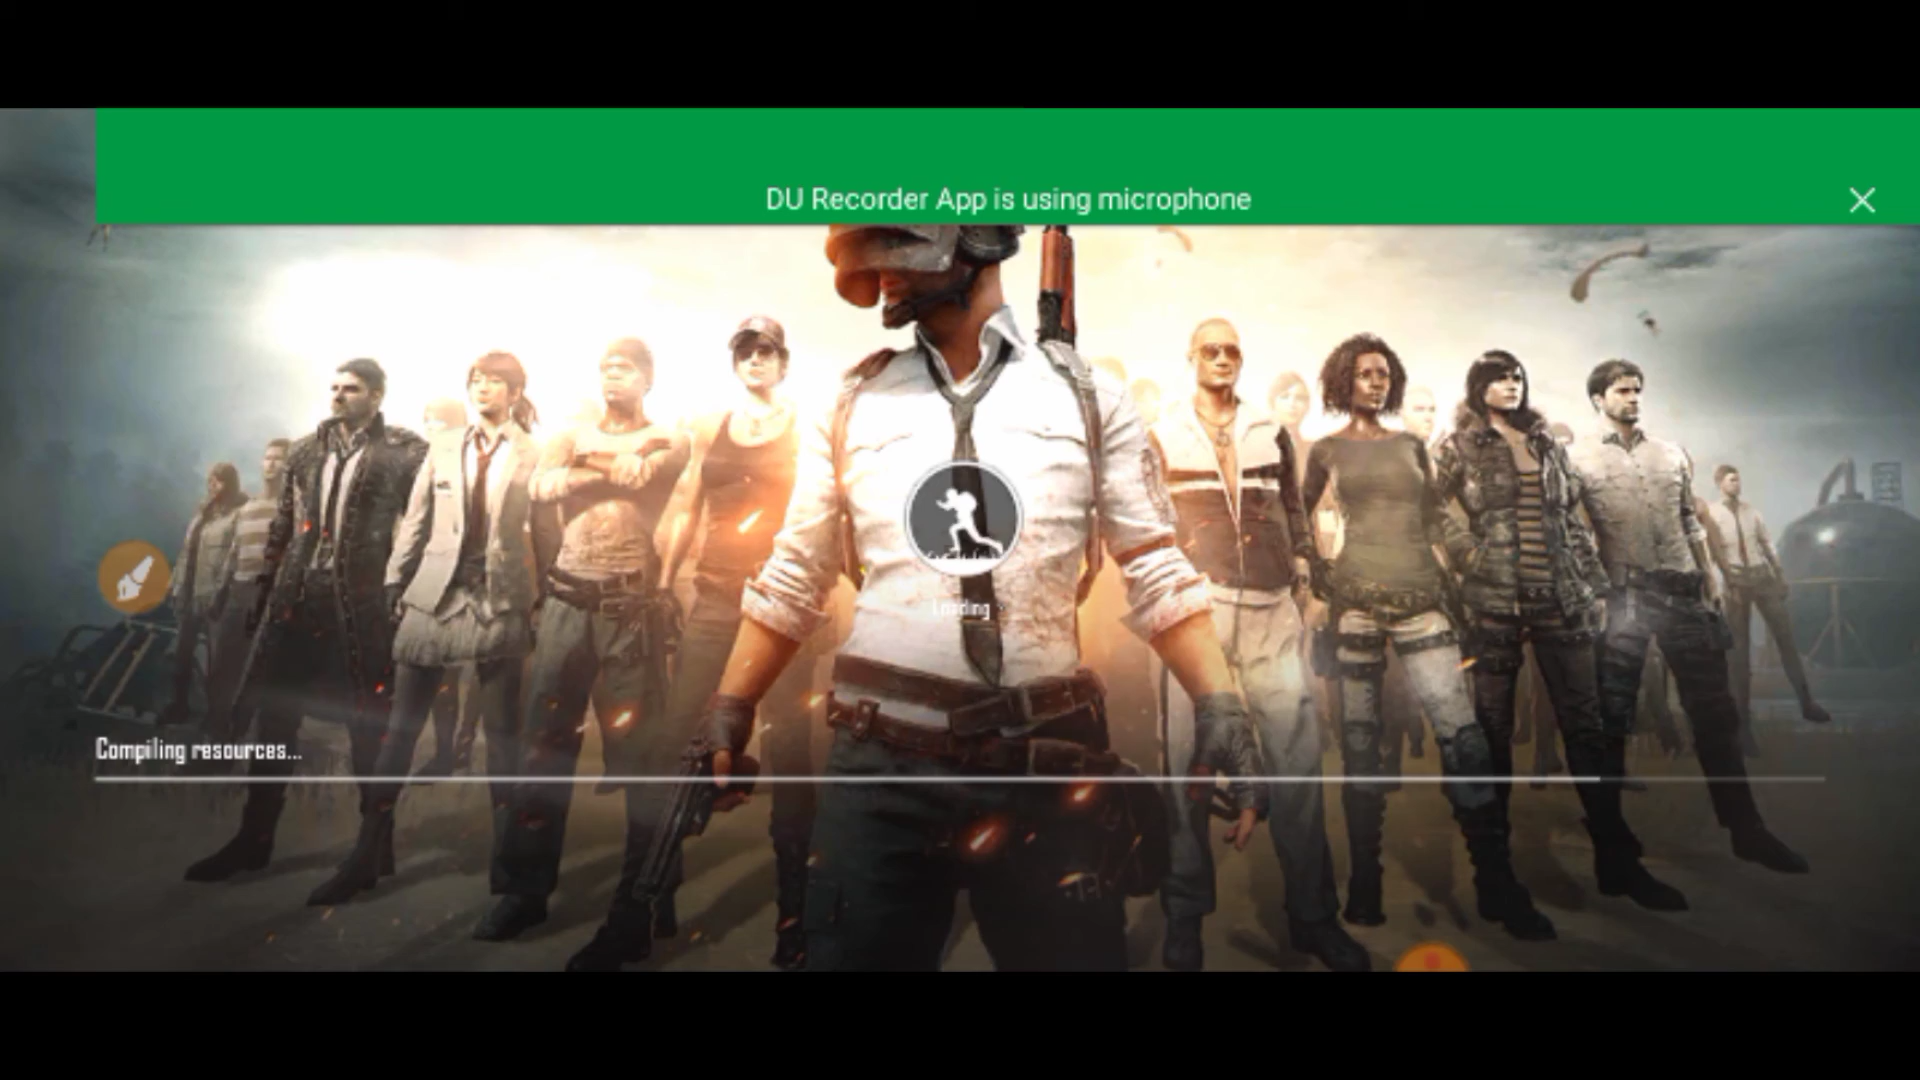 DU Recorder App is using microphone
Loading
Compiling resources...